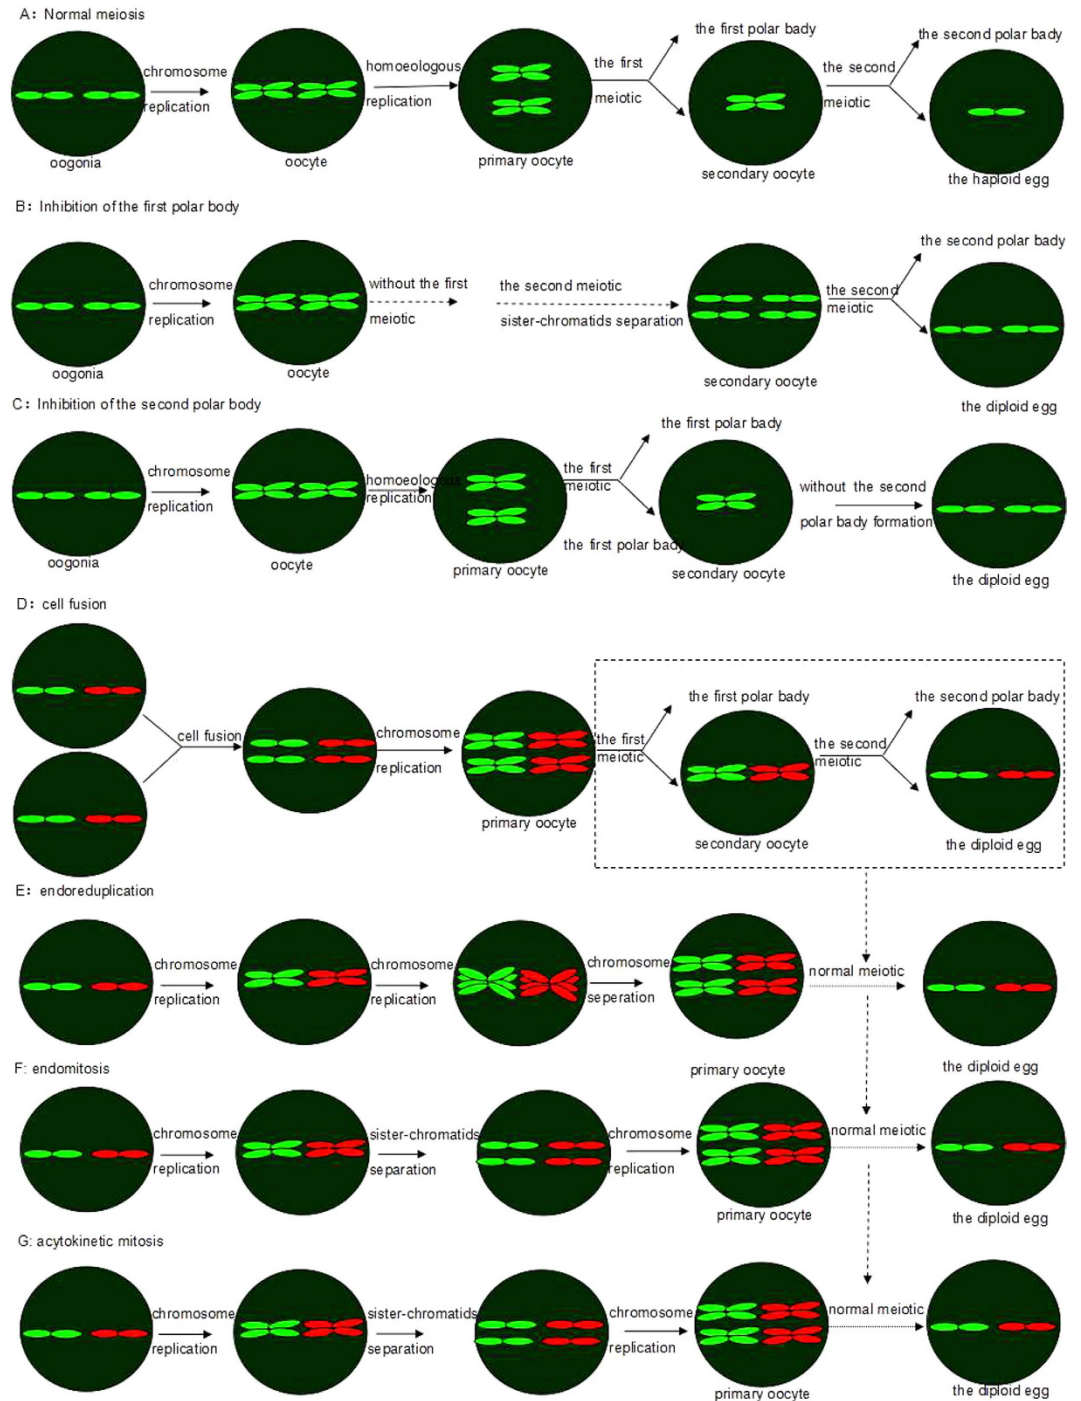 A: Normal meiosis
the first polar bady
the second polar bady
chromosome
replication
homoeologous
replication
the first
meiotic
the second
meiotic
oogonia
oocyte
primary oocyte
secondary oocyte
the haploid egg
B: Inhibition of the first polar body
the second polar bady
chromosome
replication
without the first
meiotic
the second meiotic
sister-chromatids separation
the second
meiotic
oogonia
oocyte
secondary oocyte
the diploid egg
C: Inhibition of the second polar body
the first polar bady
chromosome
replication
homoeologous
replication
the first
meiotic
without the second
polar bady formation
the first polar bady
oogonia
oocyte
primary oocyte
secondary oocyte
the diploid egg
D: cell fusion
cell fusion
chromosome
replication
the first polar bady
the second polar bady
the first
meiotic
the second
meiotic
primary oocyte
secondary oocyte
the diploid egg
E: endoreduplication
chromosome
replication
chromosome
replication
chromosome
seperation
normal meiotic
primary oocyte
the diploid egg
F: endomitosis
chromosome
replication
sister-chromatids
separation
chromosome
replication
normal meiotic
primary oocyte
the diploid egg
G: acytokinetic mitosis
chromosome
replication
sister-chromatids
separation
chromosome
replication
normal meiotic
primary oocyte
the diploid egg